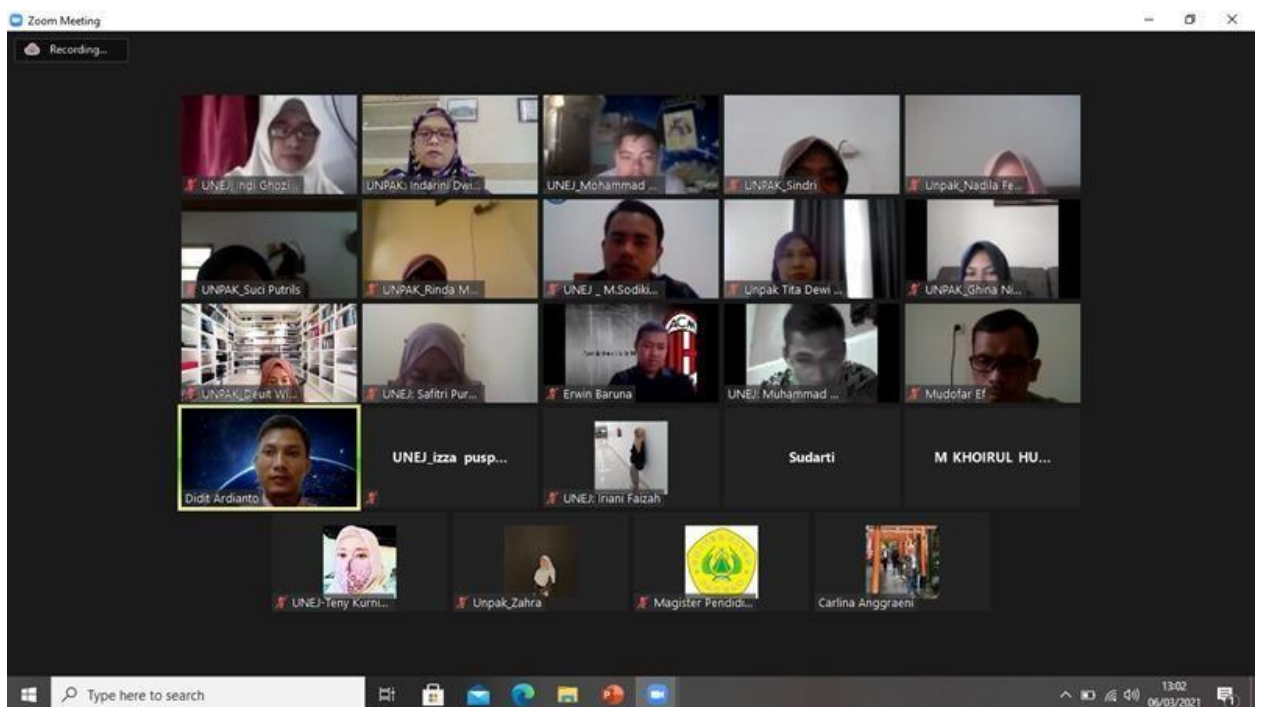 Zoom Meeting
Recording...
UNEJ_Indi Ghozi...
UNPAK: Indarini Dwi...
UNEJ_Mohammad ...
UNPAK_Sindri
Unpak_Nadila Fe...
UNPAK_Suci Putrils
UNPAK_Rinda M...
UNEJ _ M.Sodiki...
Unpak Tita Dewi ...
UNPAK_Ghina Ni...
ACM
UNPAK_Deuit Wi...
UNEJ: Safitri Pur...
Erwin Baruna
UNEJ: Muhammad ...
Mudofar Ef
Didit Ardianto
UNEJ_izza pusp...
UNEJ: Iriani Faizah
Sudarti
M KHOIRUL HU...
UNEJ-Teny Kurni...
Unpak_Zahra
Magister Pendidi...
Carlina Anggraeni
Type here to search
13:02
06/03/2021